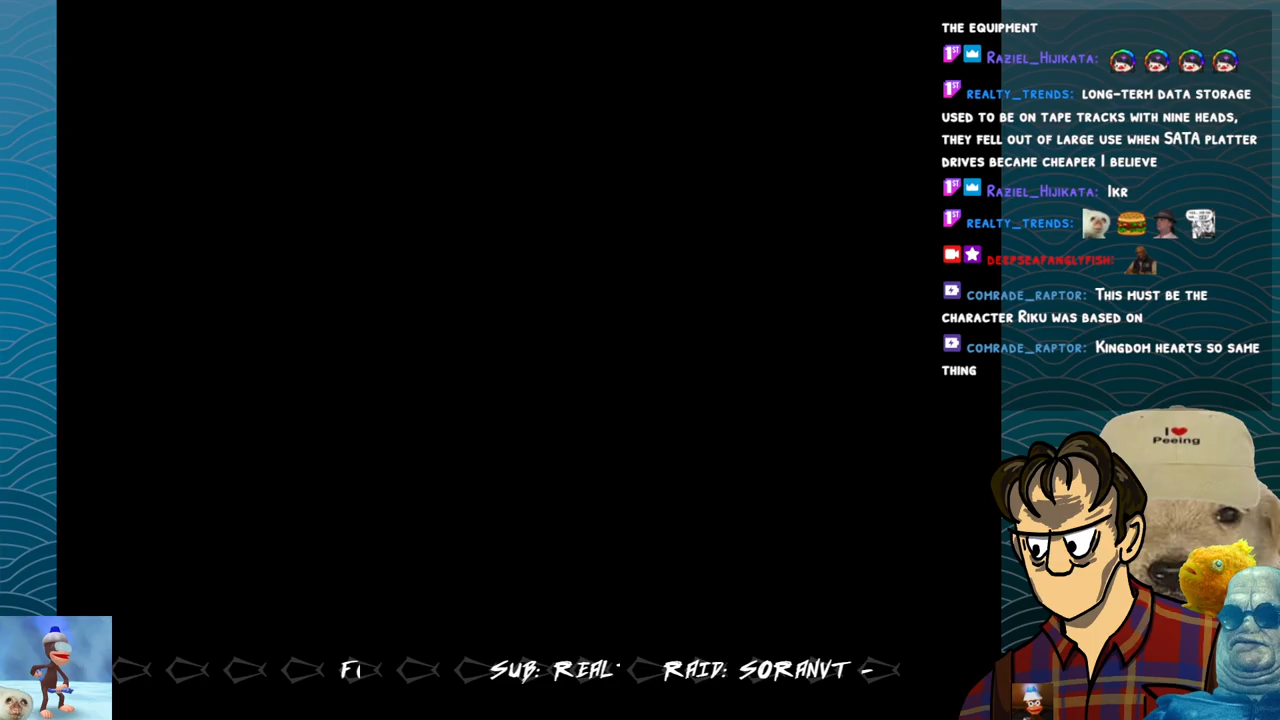 THE EQUIPMENT
RAZIEL_HIJIKATA:
REALTY_TRENDS: LONG-TERM DATA STORAGE
USED TO BE ON TAPE TRACKS WITH NINE HEADS,
THEY FELL OUT OF LARGE USE WHEN SATA PLATTER
DRIVES BECAME CHEAPER I BELIEVE
RAZIEL_HIJIKATA: IKR
REALTY_TRENDS:
DEEPSEAFANGLYFISH:
COMRADE_RAPTOR: THIS MUST BE THE
CHARACTER RIKU WAS BASED ON
COMRADE_RAPTOR: KINGDOM HEARTS SO SAME
THING
I ❤ Peeing
SUB: REAL RAID: SORANVT -